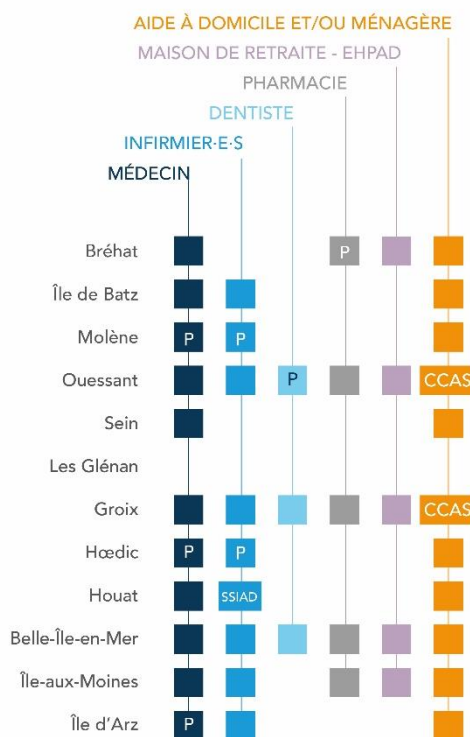 AIDE À DOMICILE ET/OU MÉNAGÈRE
MAISON DE RETRAITE - EHPAD
PHARMACIE
DENTISTE
INFIRMIER·E·S
MÉDECIN
Bréhat P
Île de Batz
Molène P P
Ouessant P CCAS
Sein
Les Glénan
Groix CCAS
Hœdic P P
Houat SSIAD
Belle-Île-en-Mer
Île-aux-Moines
Île d'Arz P